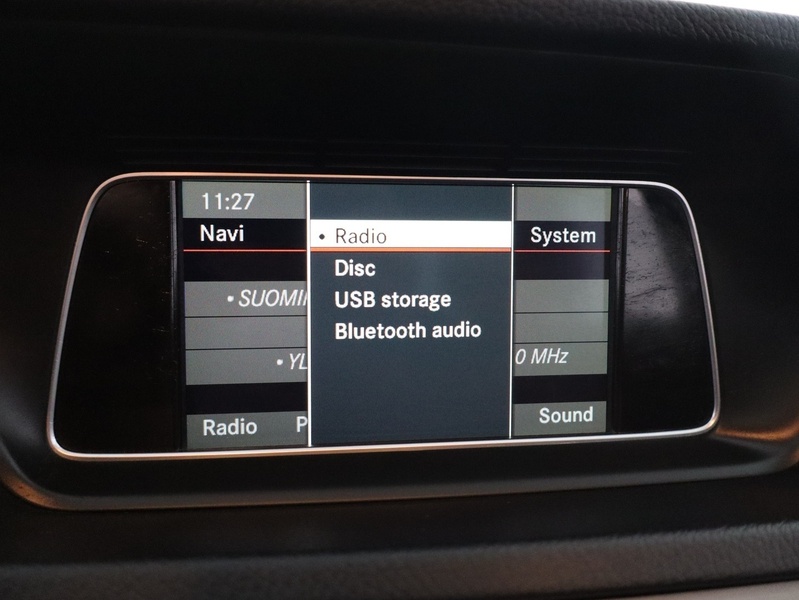 11:27
Navi
• Radio
System
Disc
• SUOMI
USB storage
Bluetooth audio
• YL
0 MHz
Radio
P
Sound